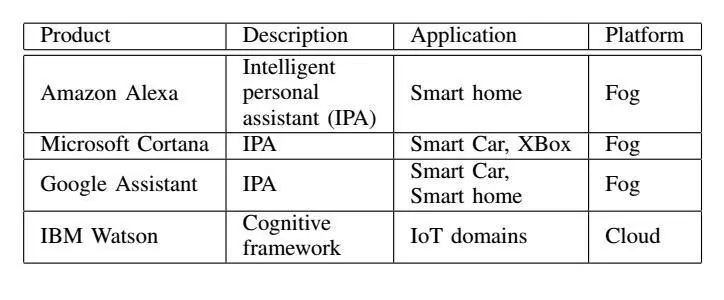 Product Description Application Platform
Amazon Alexa Intelligent personal assistant (IPA) Smart home Fog
Microsoft Cortana IPA Smart Car, XBox Fog
Google Assistant IPA Smart Car, Smart home Fog
IBM Watson Cognitive framework IoT domains Cloud